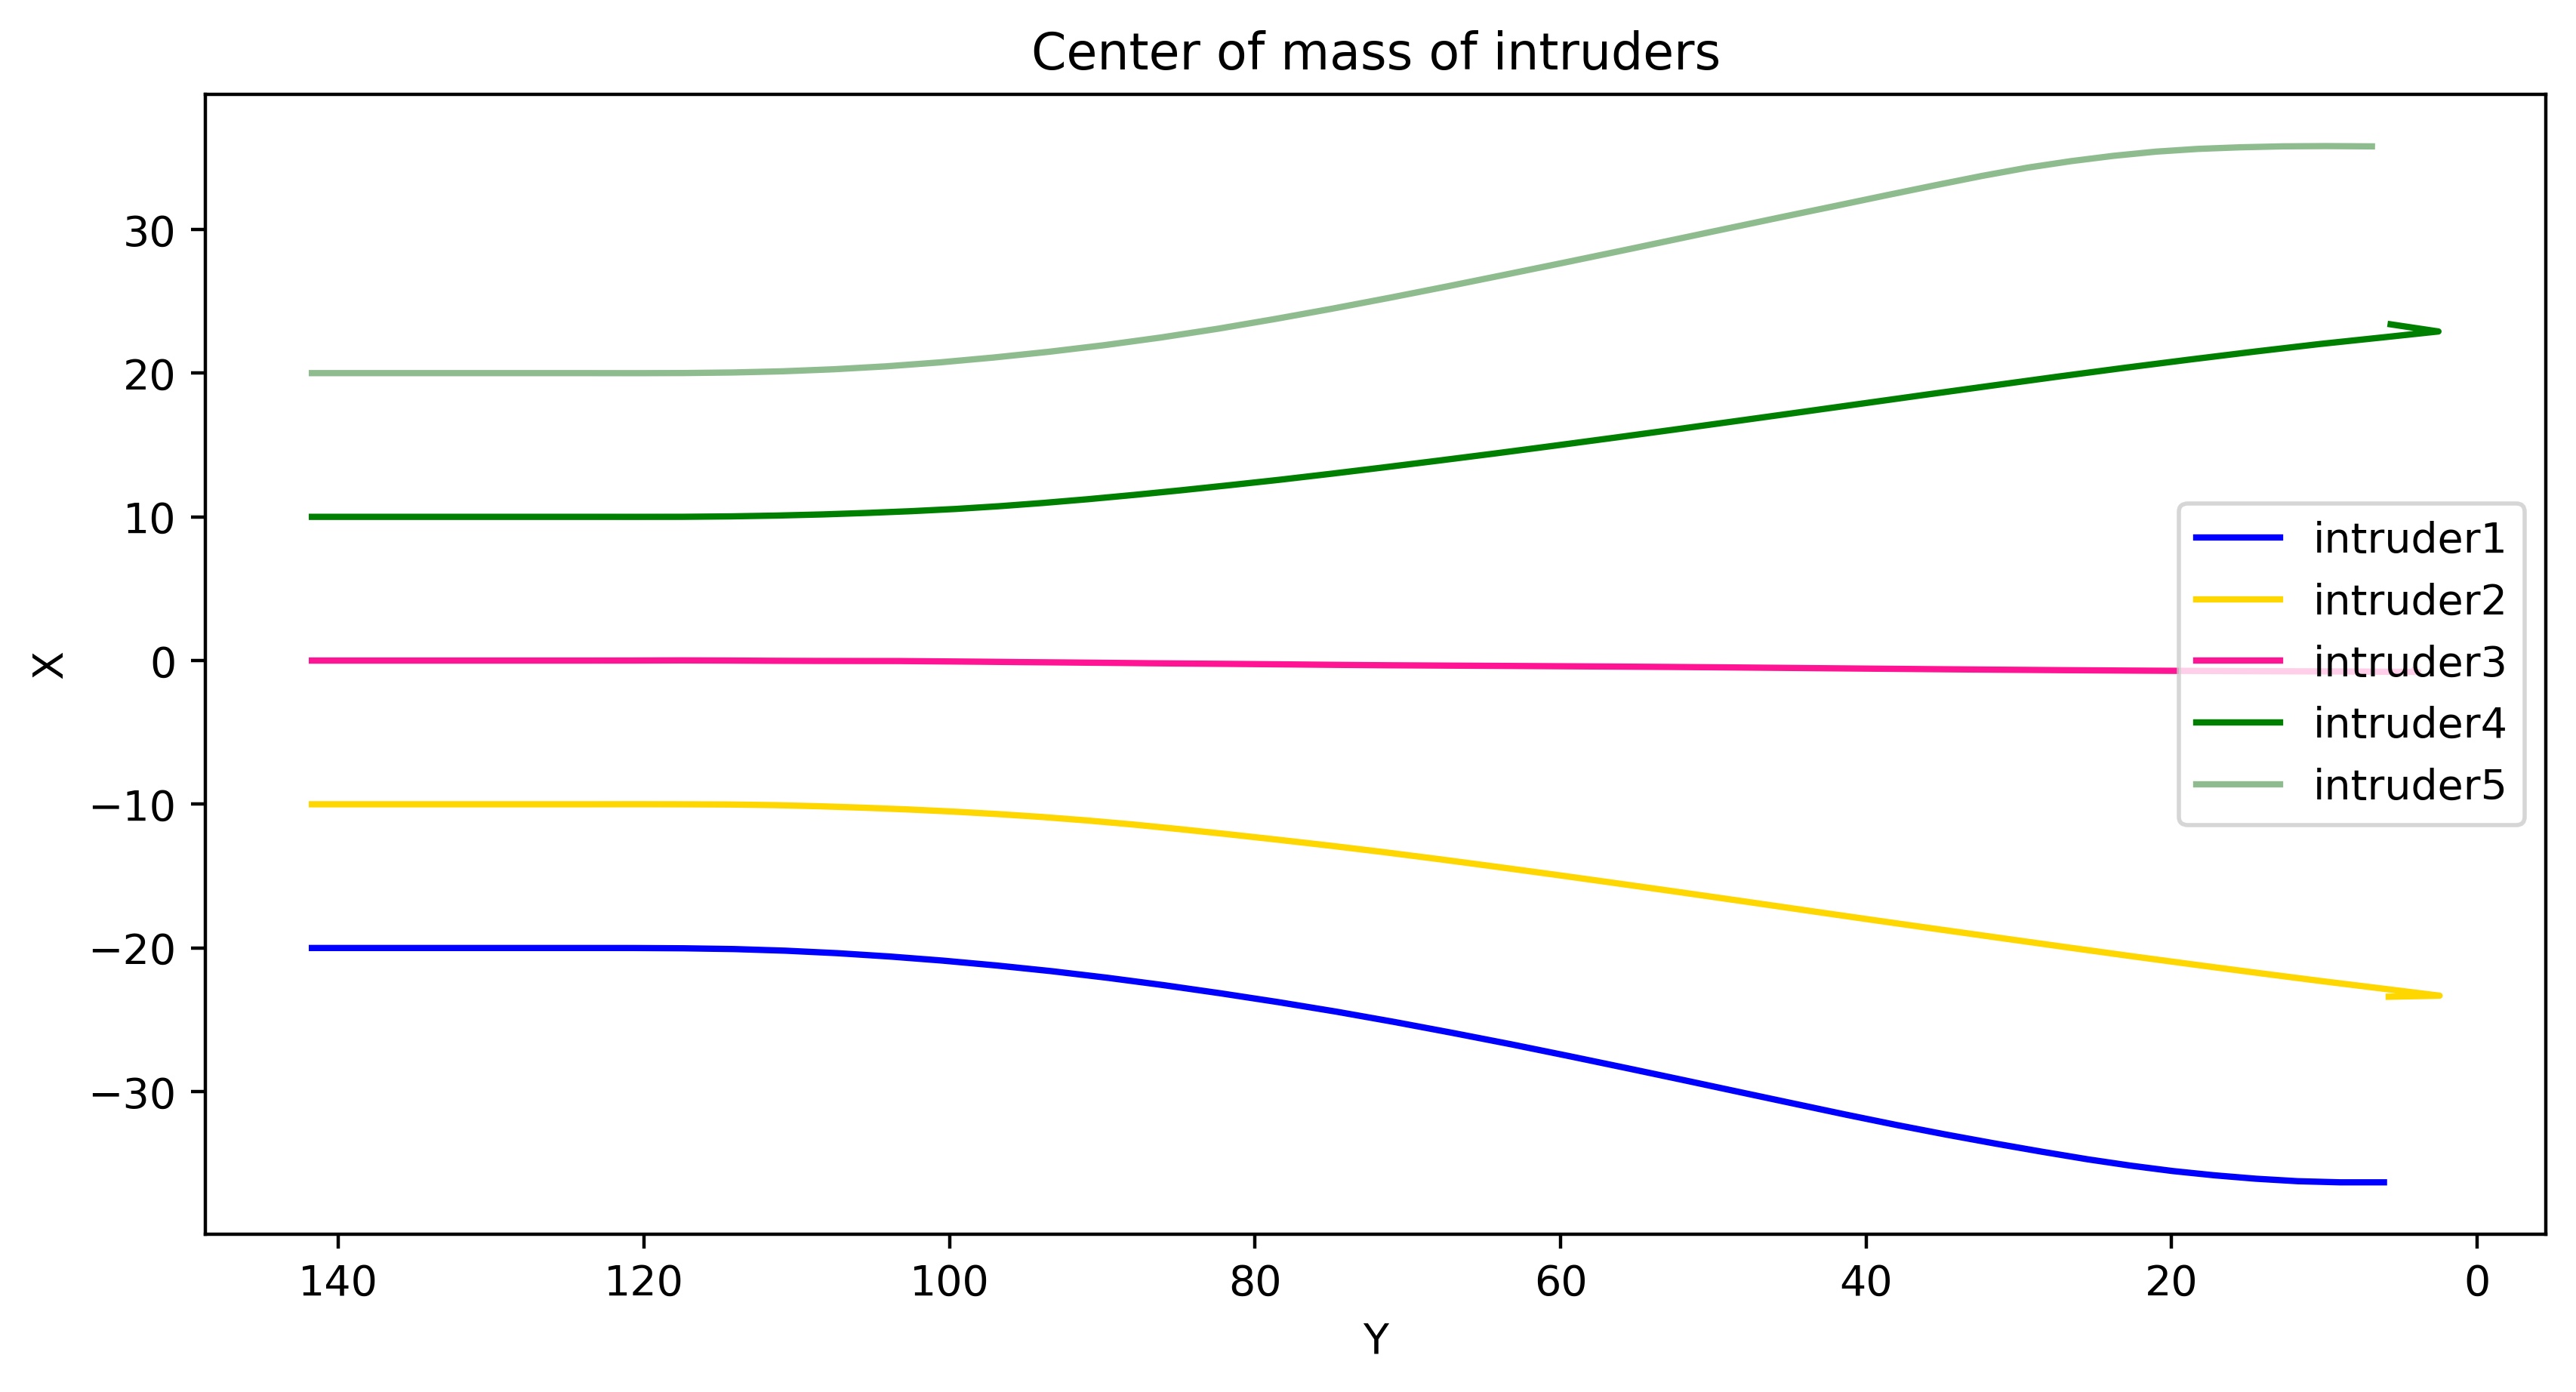 Center of mass of intruders
30
20
10
0
−10
−20
−30
X
intruder1
intruder2
intruder3
intruder4
intruder5
140 120 100 80 60 40 20 0
Y